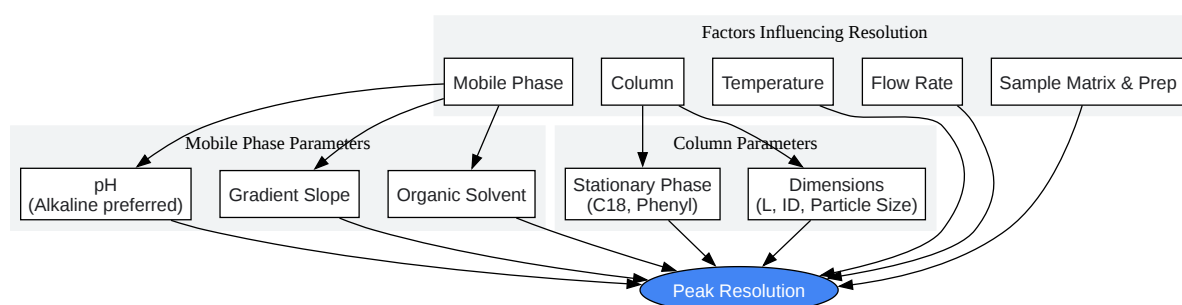 Factors Influencing Resolution
Mobile Phase
Column
Temperature
Flow Rate
Sample Matrix & Prep
Mobile Phase Parameters
Column Parameters
pH
(Alkaline preferred)
Gradient Slope
Organic Solvent
Stationary Phase
(C18, Phenyl)
Dimensions
(L, ID, Particle Size)
Peak Resolution